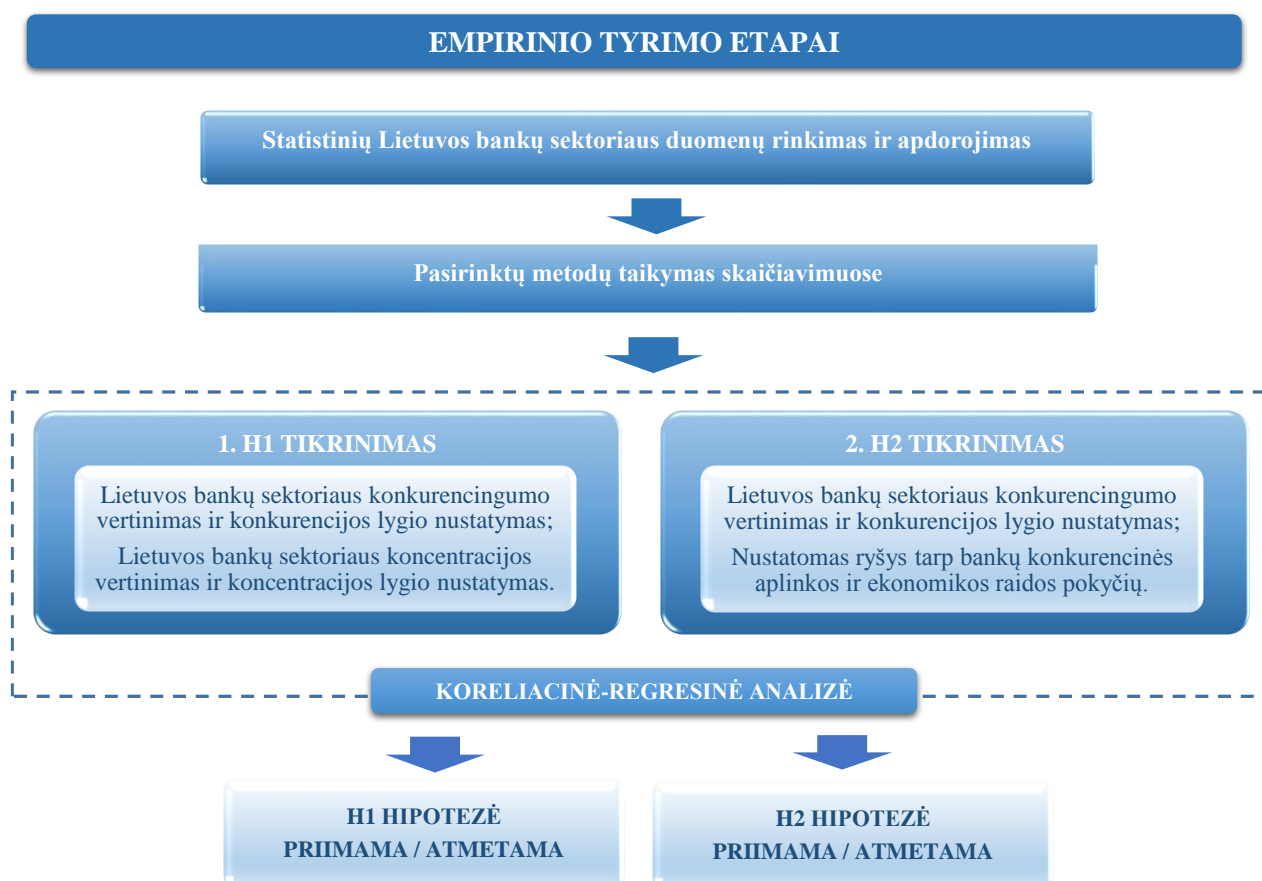 EMPIRINIO TYRIMO ETAPAI
Statistinių Lietuvos bankų sektoriaus duomenų rinkimas ir apdorojimas
Pasirinktų metodų taikymas skaičiavimuose
1. H1 TIKRINIMAS
Lietuvos bankų sektoriaus konkurencingumo
vertinimas ir konkurencijos lygio nustatymas;
Lietuvos bankų sektoriaus koncentracijos
vertinimas ir koncentracijos lygio nustatymas.
2. H2 TIKRINIMAS
Lietuvos bankų sektoriaus konkurencingumo
vertinimas ir konkurencijos lygio nustatymas;
Nustatomas ryšys tarp bankų konkurencinės
aplinkos ir ekonomikos raidos pokyčių.
KORELIACINĖ-REGRESINĖ ANALIZĖ
H1 HIPOTEZĖ
PRIIMAMA / ATMETAMA
H2 HIPOTEZĖ
PRIIMAMA / ATMETAMA